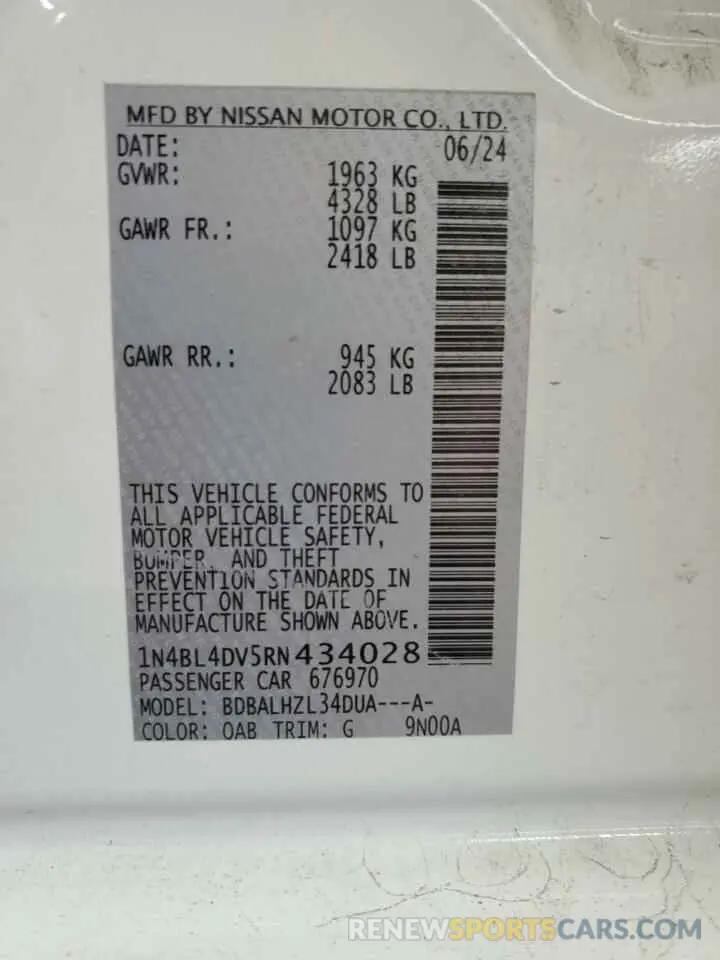 MFD BY NISSAN MOTOR CO., LTD.
DATE: 06/24
GVWR: 1963 KG
4328 LB
GAWR FR.: 1097 KG
2418 LB
GAWR RR.: 945 KG
2083 LB
THIS VEHICLE CONFORMS TO
ALL APPLICABLE FEDERAL
MOTOR VEHICLE SAFETY,
BUMPER, AND THEFT
PREVENTION STANDARDS IN
EFFECT ON THE DATE OF
MANUFACTURE SHOWN ABOVE.
1N4BL4DV5RN434028
PASSENGER CAR 676970
MODEL: BDBALHZL34DUA---A-
COLOR: QAB TRIM: G 9N00A
RENEWSPORTSCARS.COM